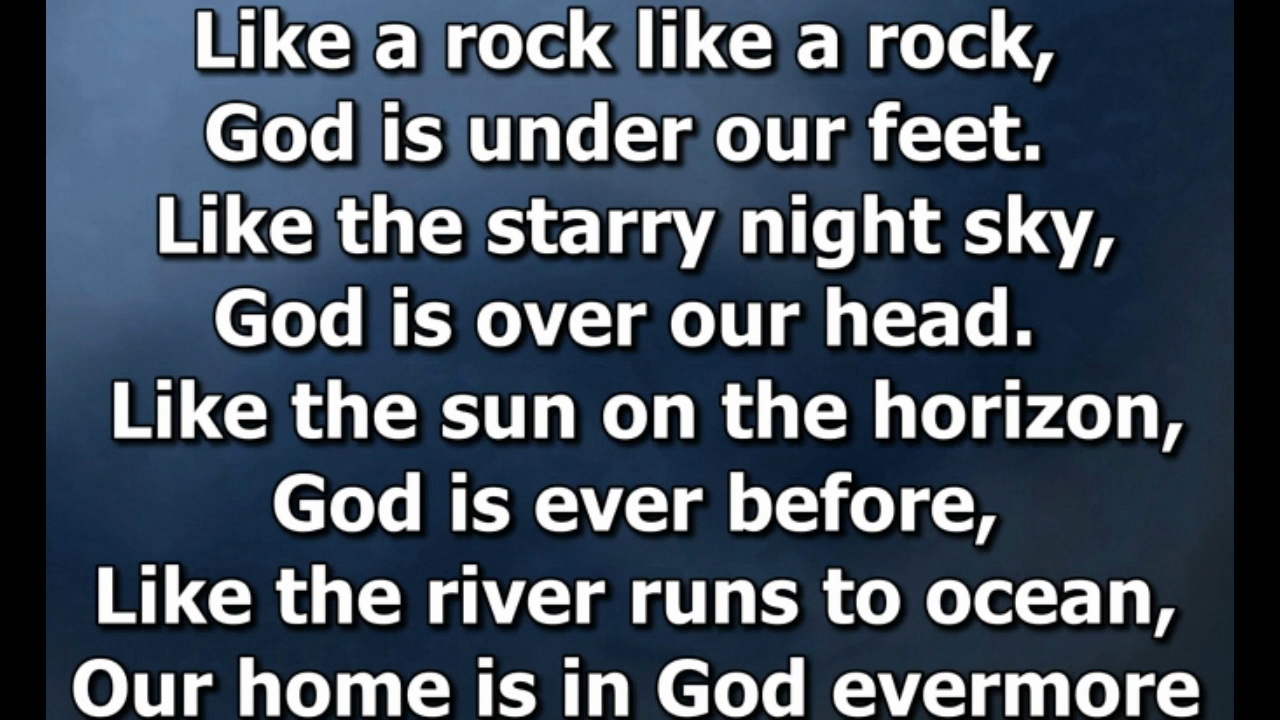 Like a rock like a rock,
God is under our feet.
Like the starry night sky,
God is over our head.
Like the sun on the horizon,
God is ever before,
Like the river runs to ocean,
Our home is in God evermore